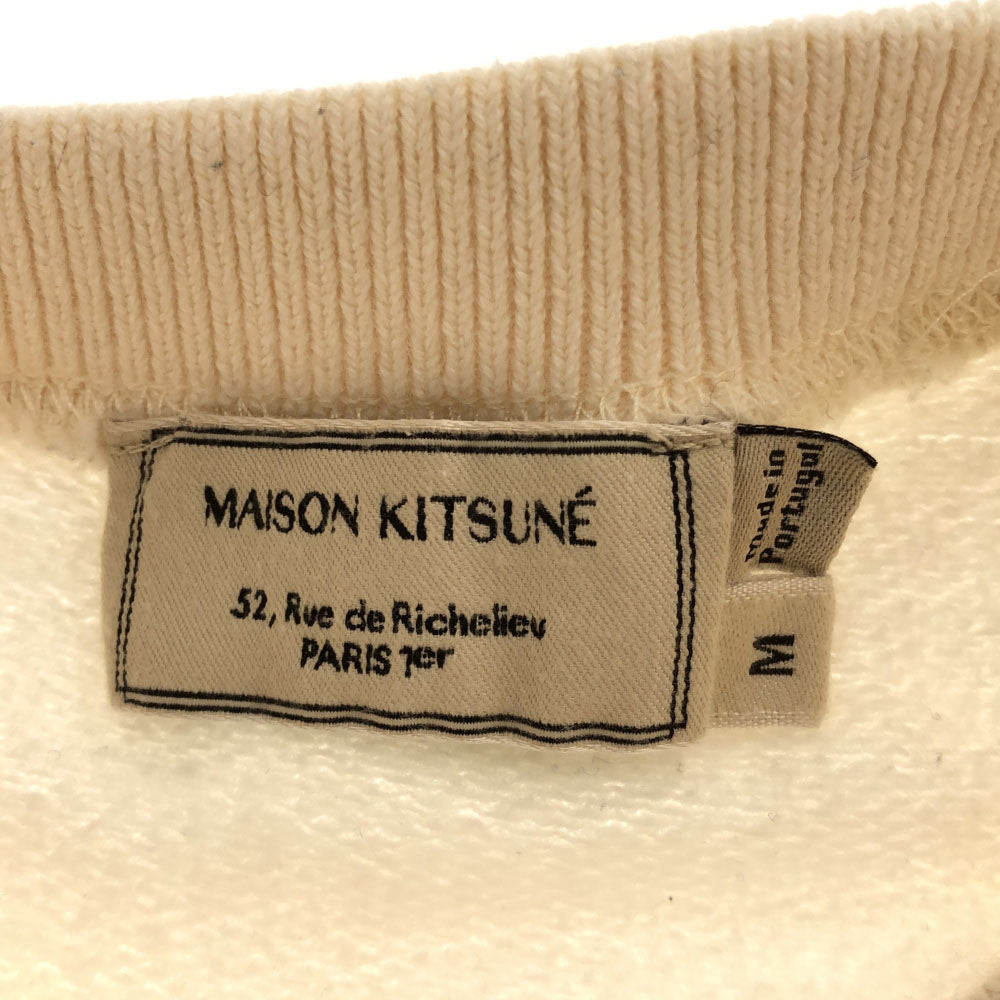 MAISON KITSUNÉ
52, Rue de Richelieu
PARIS 1er
Made in
Portugal
M